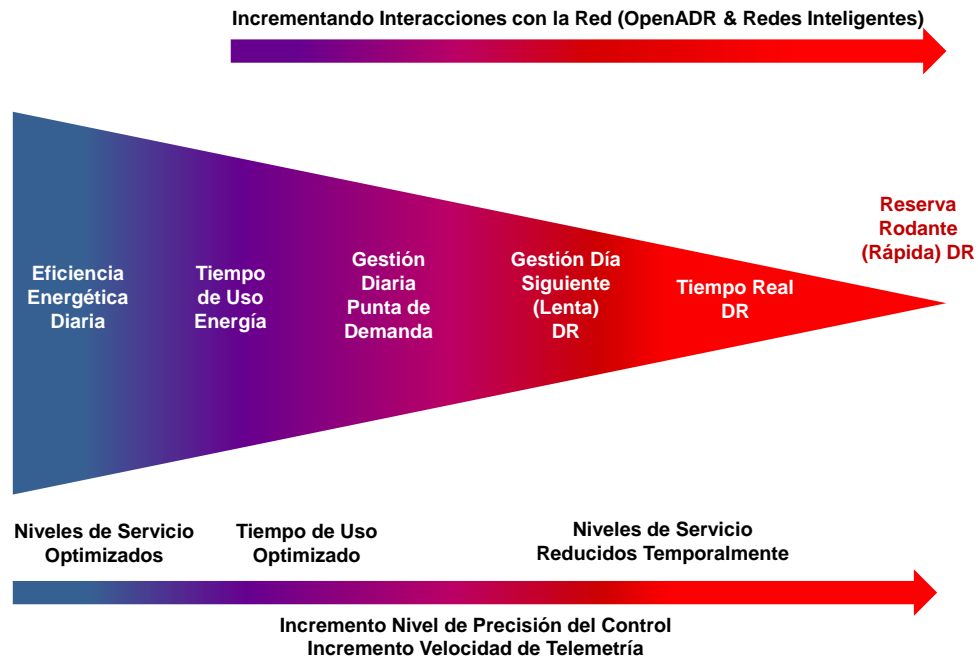 Incrementando Interacciones con la Red (OpenADR & Redes Inteligentes)
Reserva
Rodante
(Rápida) DR
Eficiencia
Energética
Diaria
Tiempo
de Uso
Energía
Gestión
Diaria
Punta de
Demanda
Gestión Día
Siguiente
(Lenta)
DR
Tiempo Real
DR
Niveles de Servicio
Optimizados
Tiempo de Uso
Optimizado
Niveles de Servicio
Reducidos Temporalmente
Incremento Nivel de Precisión del Control
Incremento Velocidad de Telemetría